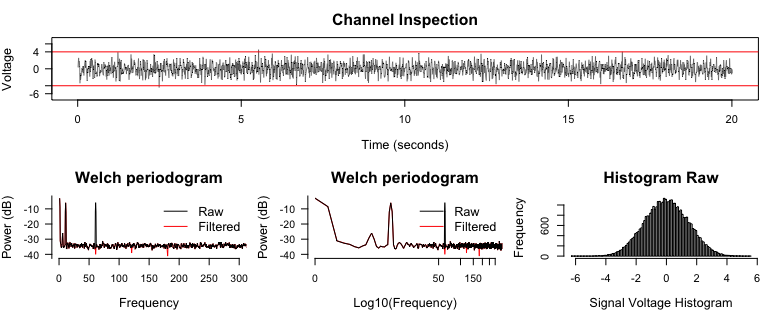 Channel Inspection
Voltage
4
0
-6
0 5 10 15 20
Time (seconds)
Welch periodogram
Power (dB)
-10
-20
-30
-40
Raw
Filtered
0 50 100 150 200 250 300
Frequency
Welch periodogram
Power (dB)
-10
-20
-30
-40
Raw
Filtered
0 50 150
Log10(Frequency)
Histogram Raw
Frequency
600
0
-6 -4 -2 0 2 4 6
Signal Voltage Histogram